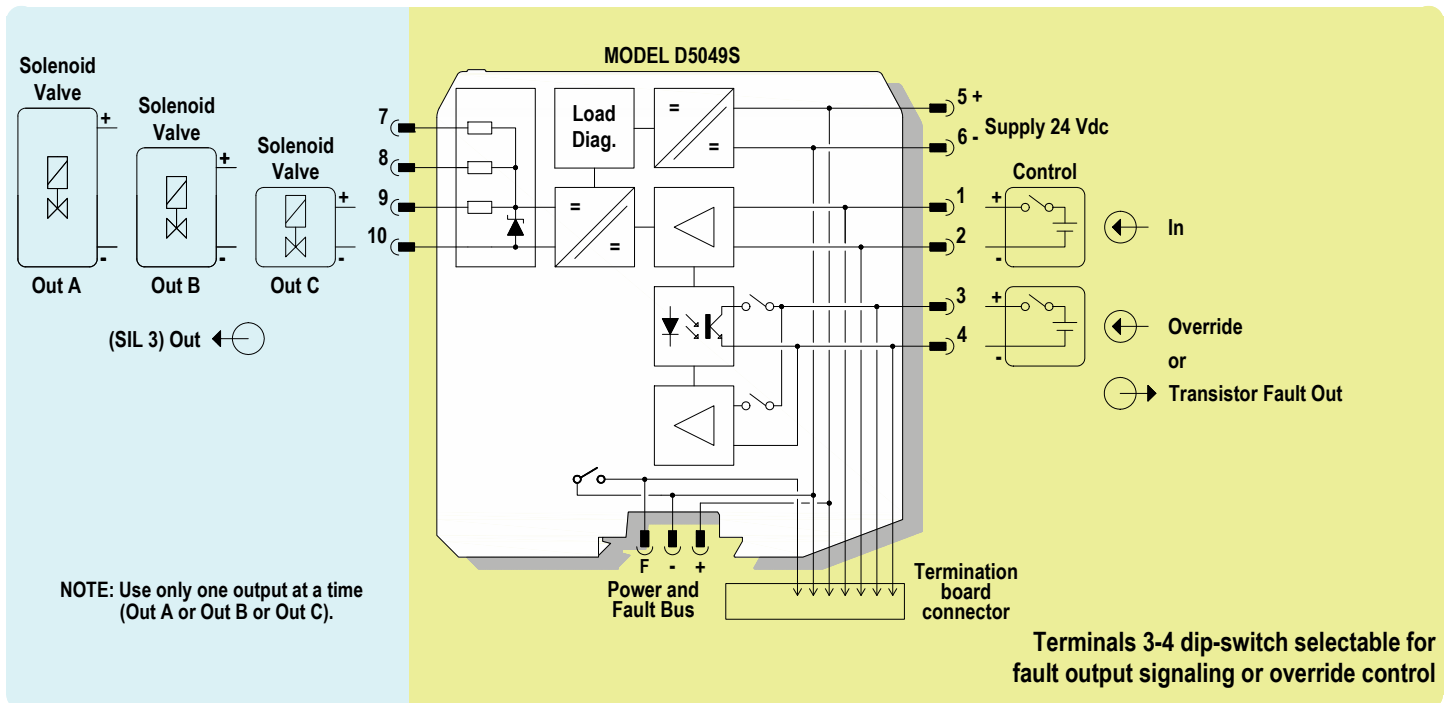 MODEL D5049S
Solenoid
Valve
+
-
Out A
Solenoid
Valve
+
-
Out B
Solenoid
Valve
+
-
Out C
(SIL 3) Out
NOTE: Use only one output at a time
(Out A or Out B or Out C).
7
8
9
10
Load
Diag.
=
=
=
=
5 +
6 -
Supply 24 Vdc
Control
1
+
2
-
In
3
+
4
-
Override
or
Transistor Fault Out
F - +
Power and
Fault Bus
Termination
board
connector
Terminals 3-4 dip-switch selectable for
fault output signaling or override control